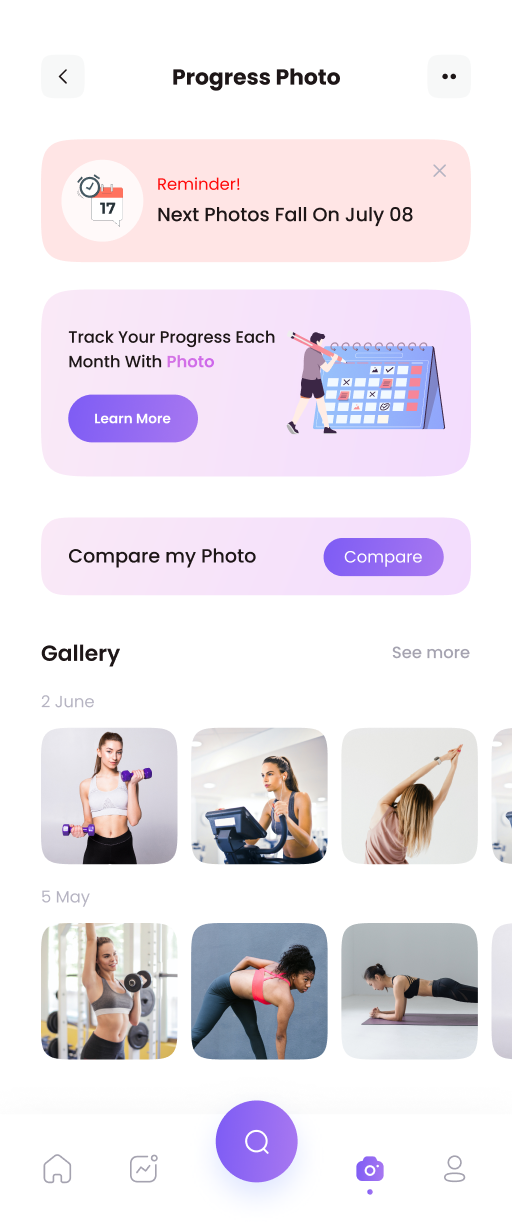 Progress Photo
Reminder!
Next Photos Fall On July 08
17
Track Your Progress Each
Month With Photo
Learn More
Compare my Photo
Compare
Gallery
See more
2 June
5 May